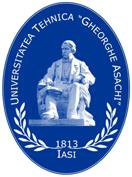 UNIVERSITATEA TEHNICA "GHEORGHE ASACHI"
1813
IASI